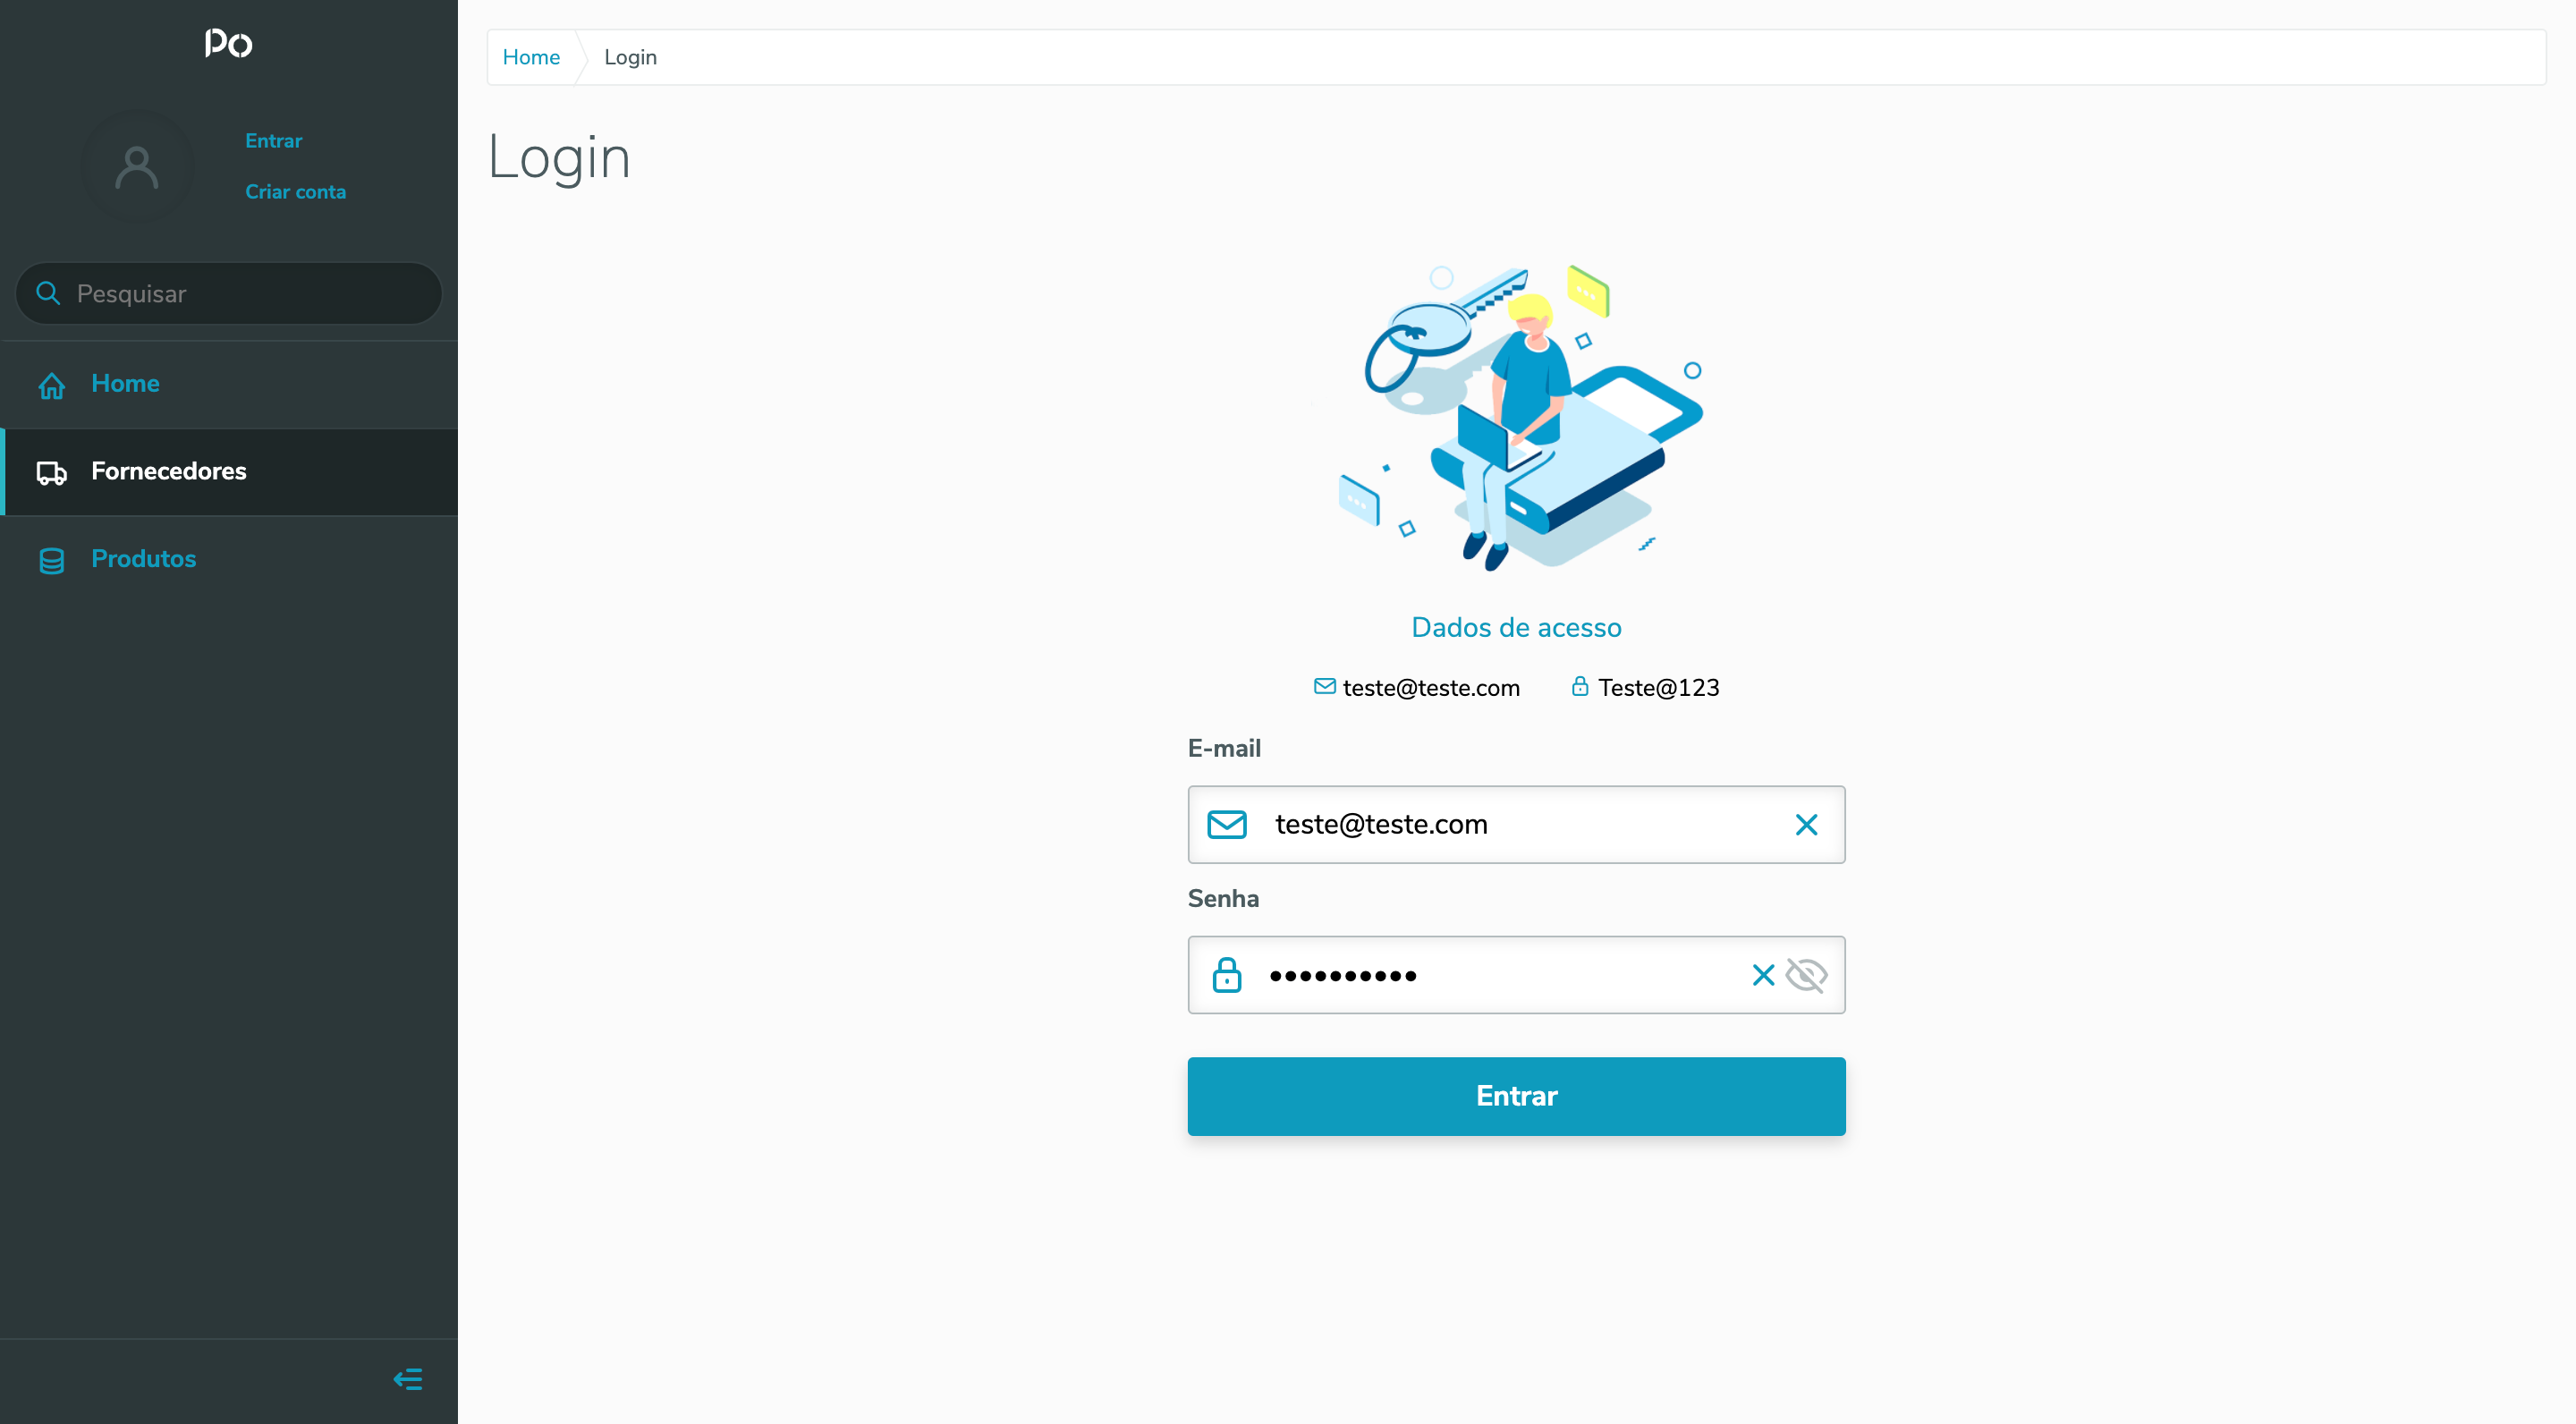 PO
Entrar
Criar conta
Pesquisar
Home
Fornecedores
Produtos
Home Login
Login
Dados de acesso
teste@teste.com Teste@123
E-mail
teste@teste.com
Senha
••••••••••
Entrar